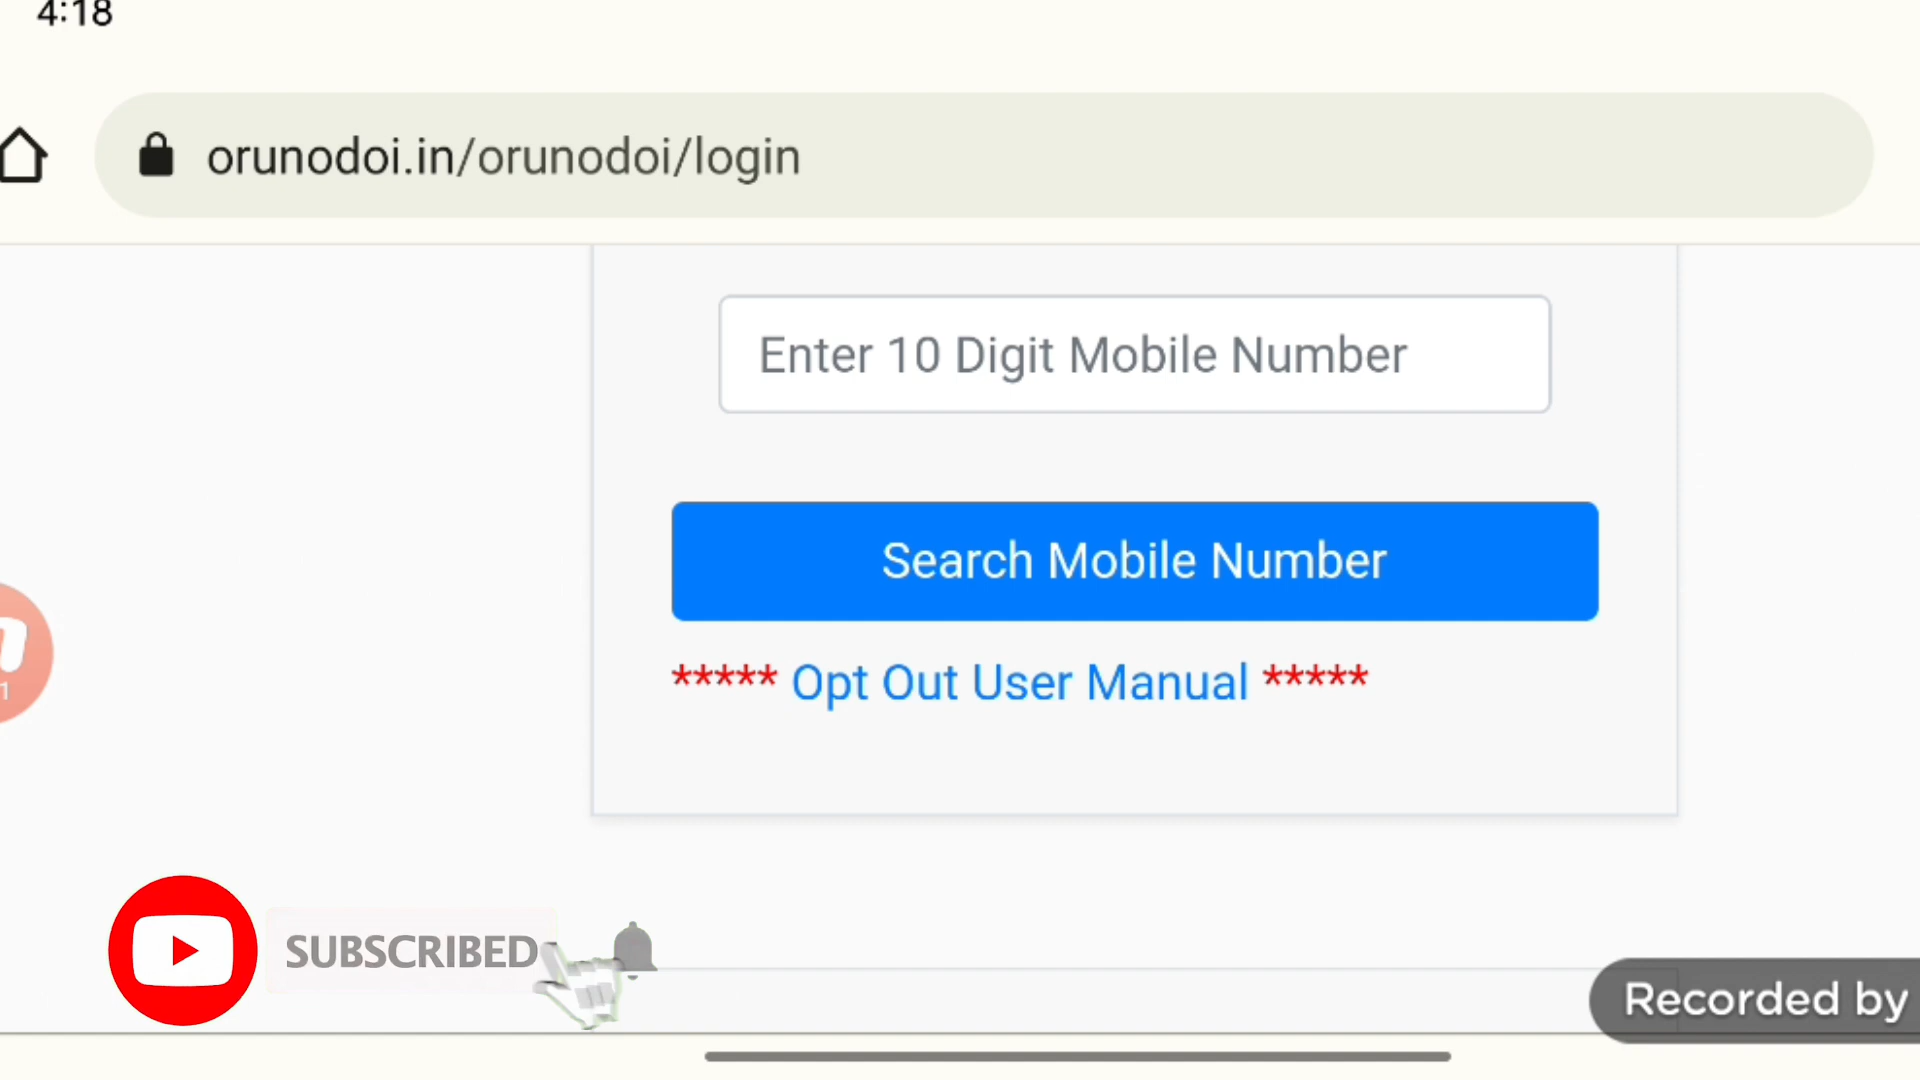 4:18
orunodoi.in/orunodoi/login
Enter 10 Digit Mobile Number
Search Mobile Number
***** Opt Out User Manual *****
1
SUBSCRIBED
Recorded by